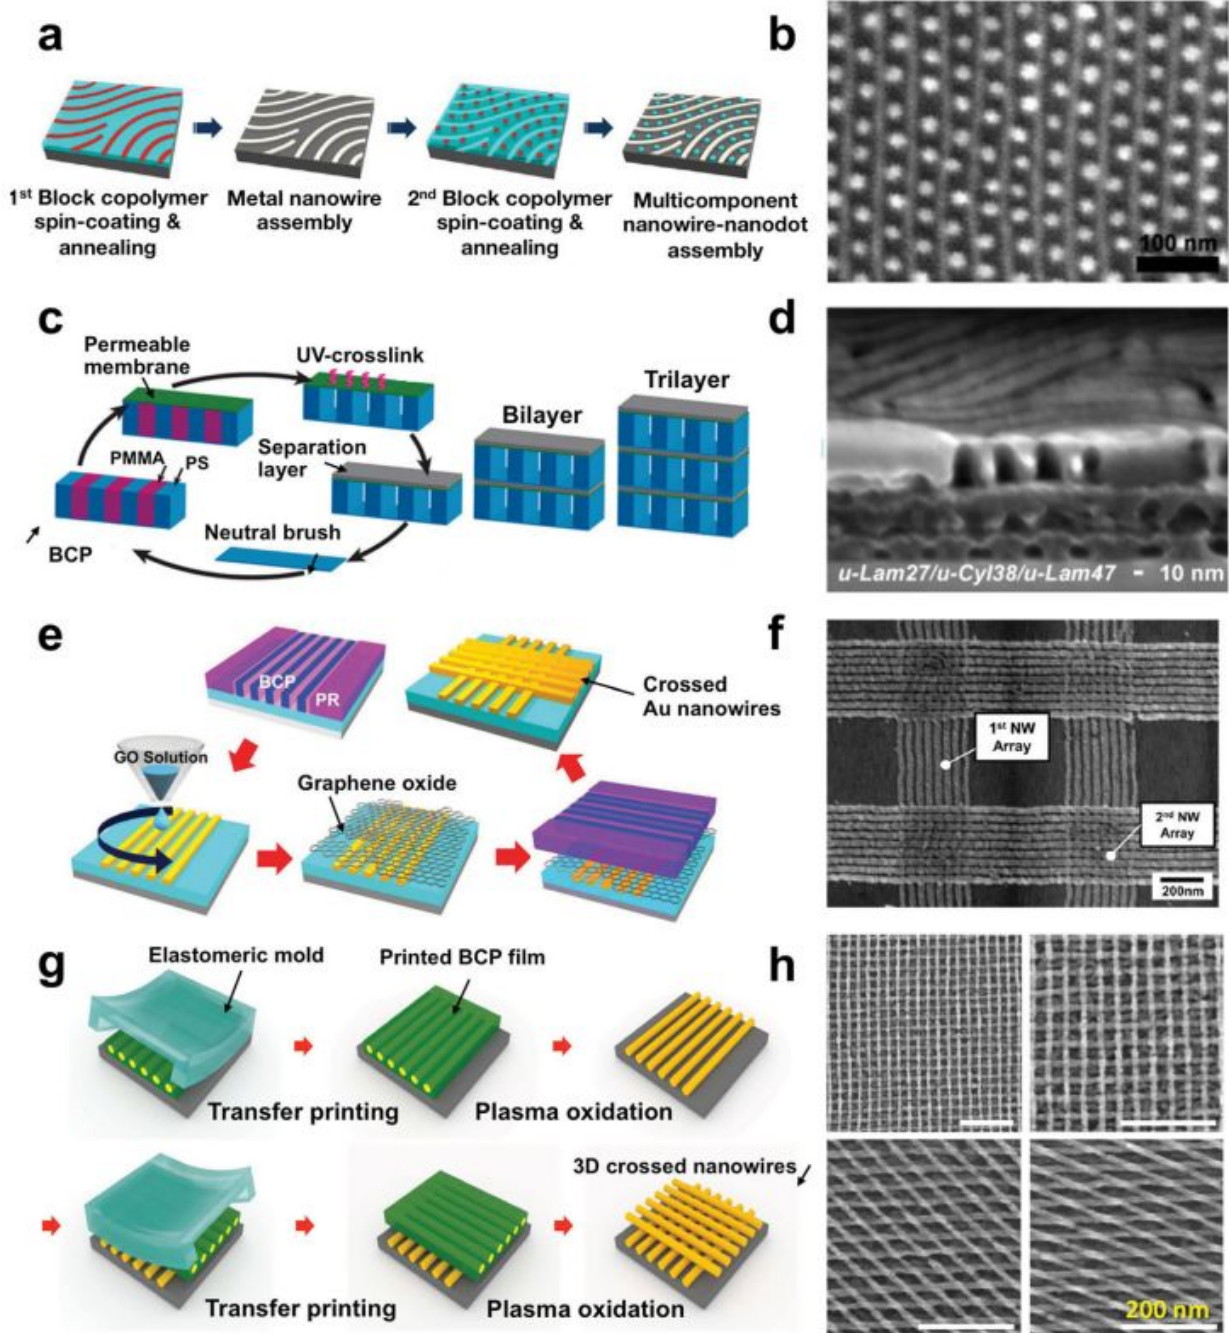 a
1st Block copolymer
spin-coating &
annealing
Metal nanowire
assembly
2nd Block copolymer
spin-coating &
annealing
Multicomponent
nanowire-nanodot
assembly
b
100 nm
c
Permeable
membrane
UV-crosslink
PMMA
PS
Separation
layer
BCP
Neutral brush
Bilayer
Trilayer
d
u-Lam27/u-Cyl38/u-Lam47 - 10 nm
e
BCP
PR
Crossed
Au nanowires
GO Solution
Graphene oxide
f
1st NW
Array
2nd NW
Array
200nm
g
Elastomeric mold
Printed BCP film
Transfer printing
Plasma oxidation
3D crossed nanowires
Transfer printing
Plasma oxidation
h
200 nm